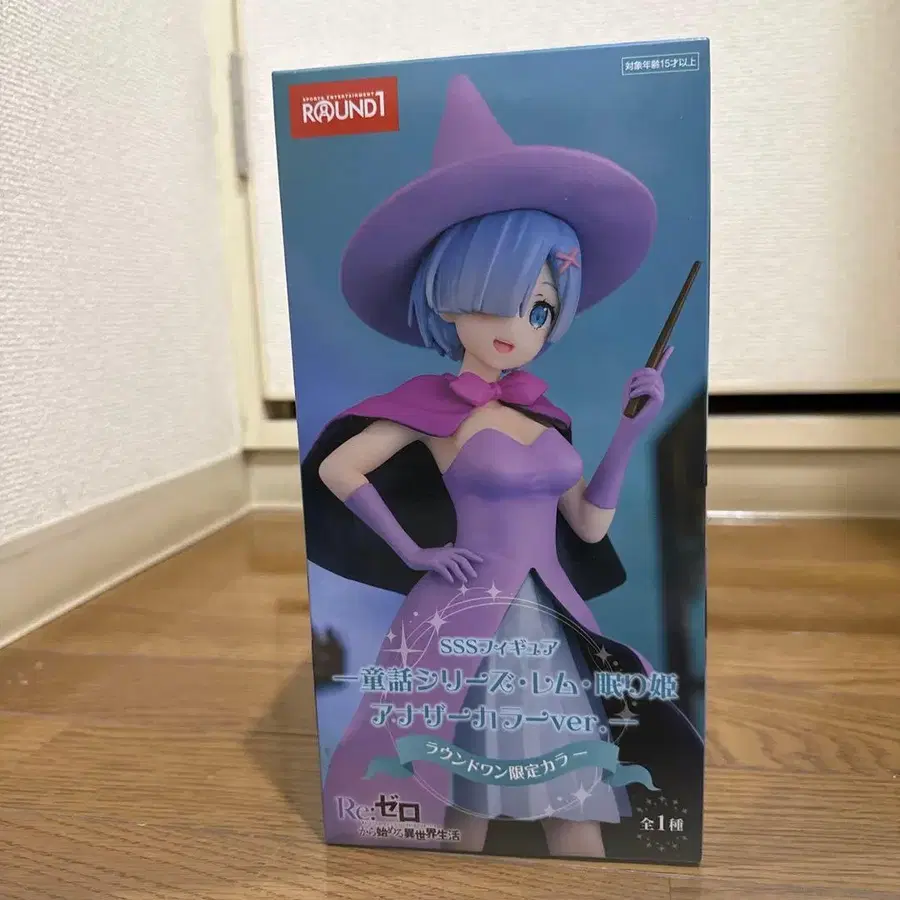 対象年齢15才以上
SPORTS ENTERTAINMENT
ROUND1
SSSフィギュア
―童話シリーズ・レム・眠り姫
アナザーカラーver.―
ラウンドワン限定カラー
Re:ゼロ
から始める異世界生活
全1種